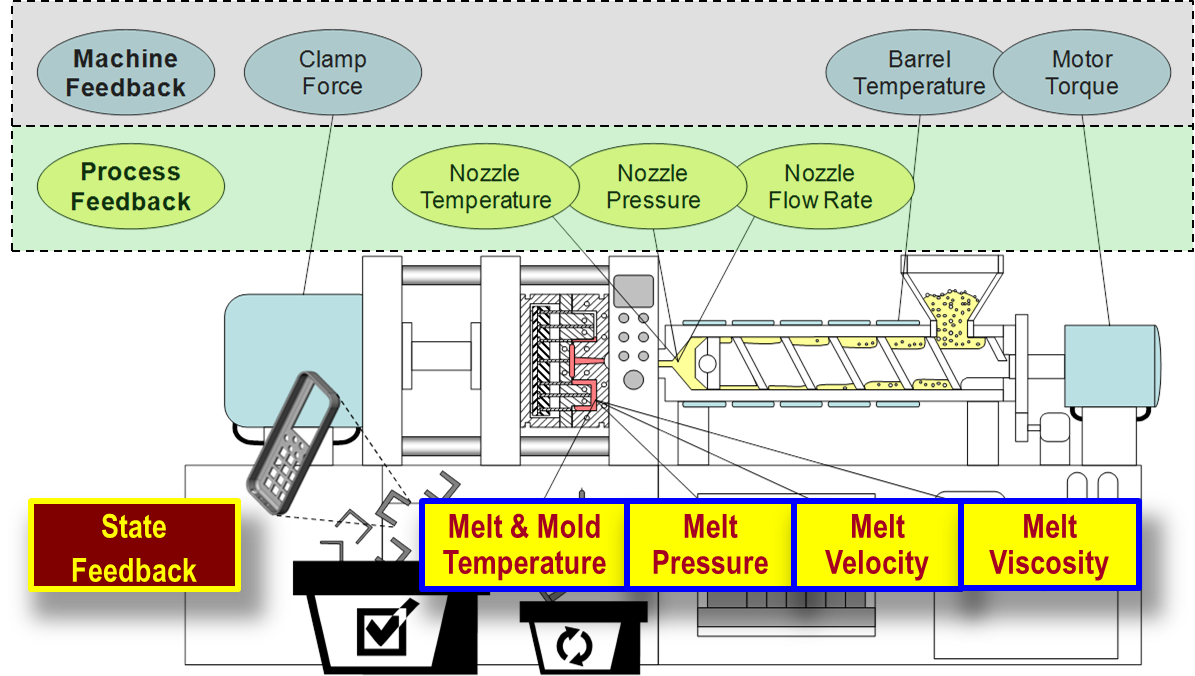 Machine
Feedback
Clamp
Force
Barrel
Temperature
Motor
Torque
Process
Feedback
Nozzle
Temperature
Nozzle
Pressure
Nozzle
Flow Rate
State
Feedback
Melt & Mold
Temperature
Melt
Pressure
Melt
Velocity
Melt
Viscosity